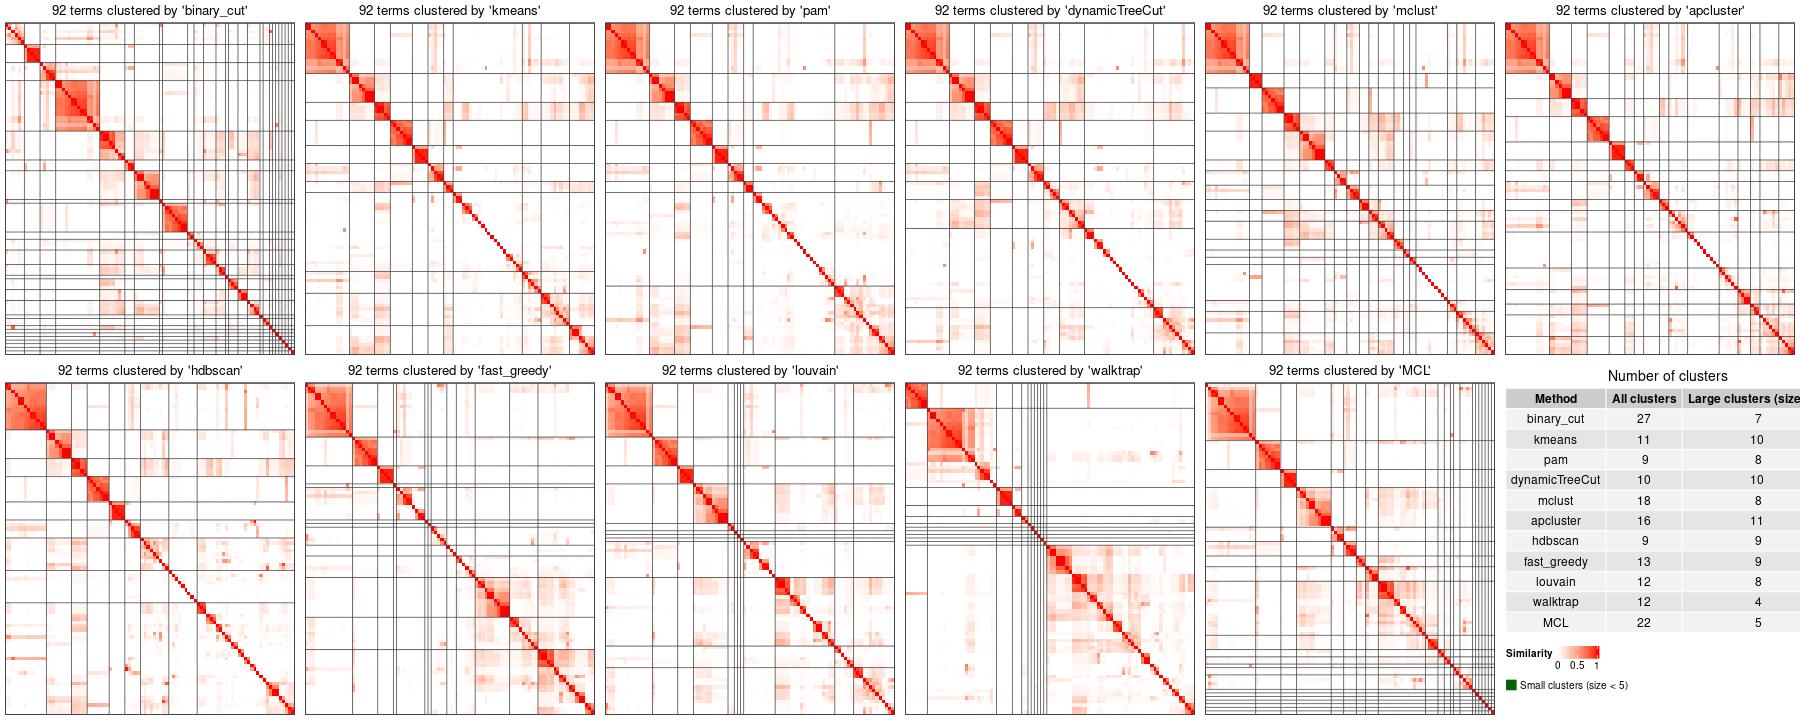 92 terms clustered by 'binary_cut'
92 terms clustered by 'kmeans'
92 terms clustered by 'pam'
92 terms clustered by 'dynamicTreeCut'
92 terms clustered by 'mclust'
92 terms clustered by 'apcluster'
92 terms clustered by 'hdbscan'
92 terms clustered by 'fast_greedy'
92 terms clustered by 'louvain'
92 terms clustered by 'walktrap'
92 terms clustered by 'MCL'
Number of clusters
Method All clusters Large clusters (size
binary_cut 27 7
kmeans 11 10
pam 9 8
dynamicTreeCut 10 10
mclust 18 8
apcluster 16 11
hdbscan 9 9
fast_greedy 13 9
louvain 12 8
walktrap 12 4
MCL 22 5
Similarity
0 0.5 1
Small clusters (size < 5)